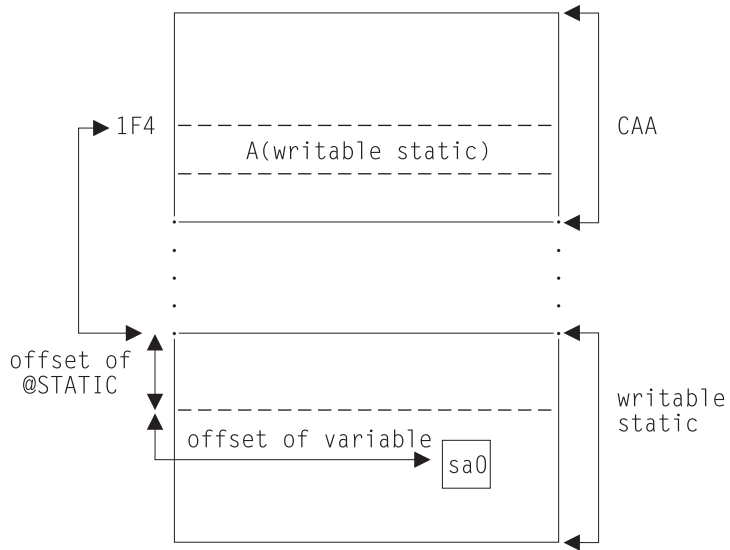 1F4
CAA
A(writable static)
offset of
@STATIC
writable
static
offset of variable
sa0